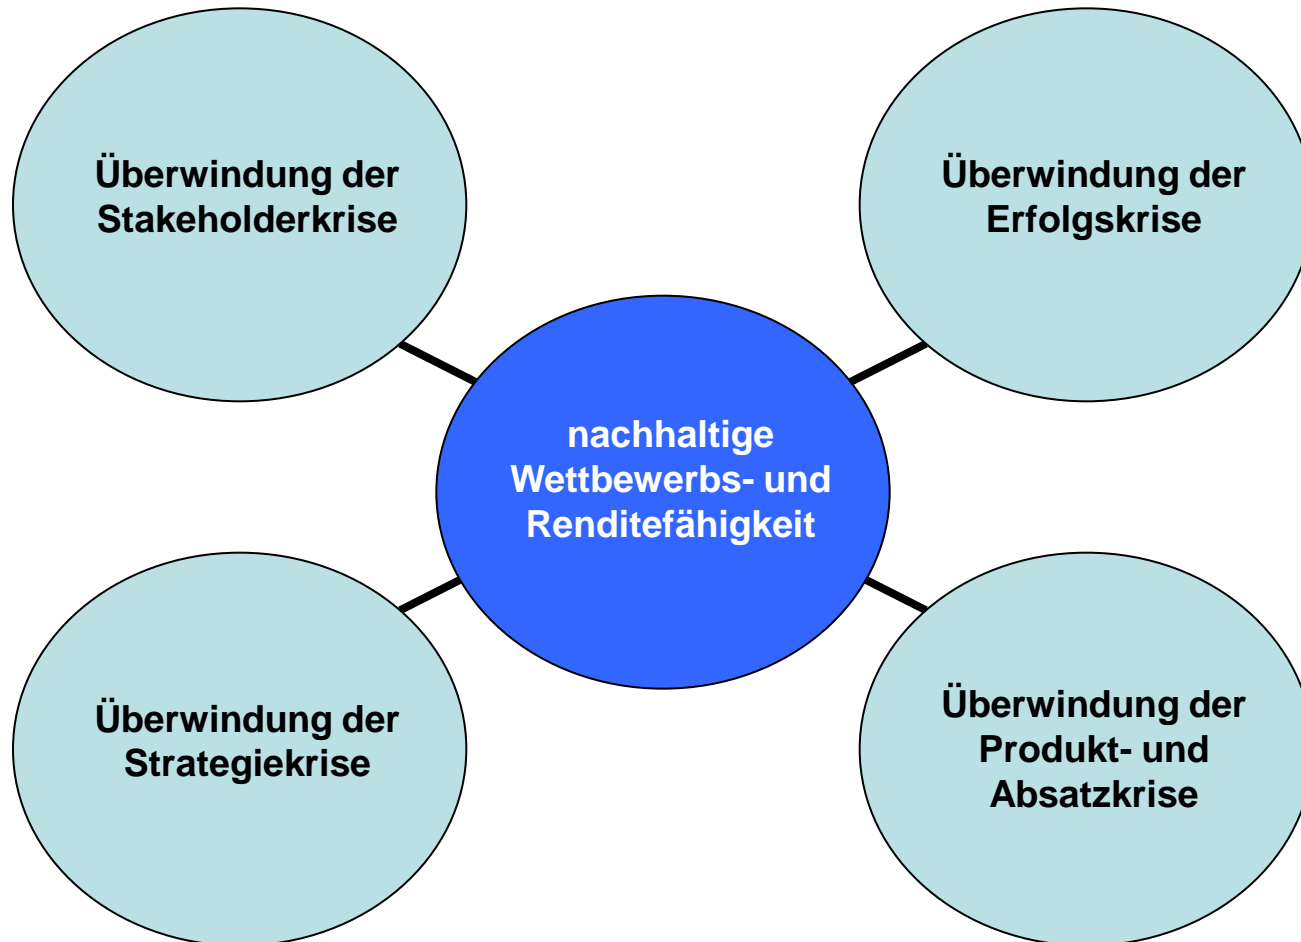 Überwindung der
Stakeholderkrise
Überwindung der
Erfolgskrise
nachhaltige
Wettbewerbs- und
Renditefähigkeit
Überwindung der
Strategiekrise
Überwindung der
Produkt- und
Absatzkrise